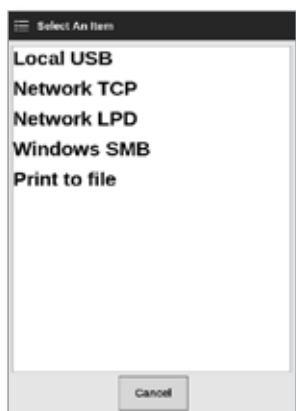 Select An Item
Local USB
Network TCP
Network LPD
Windows SMB
Print to file
Cancel